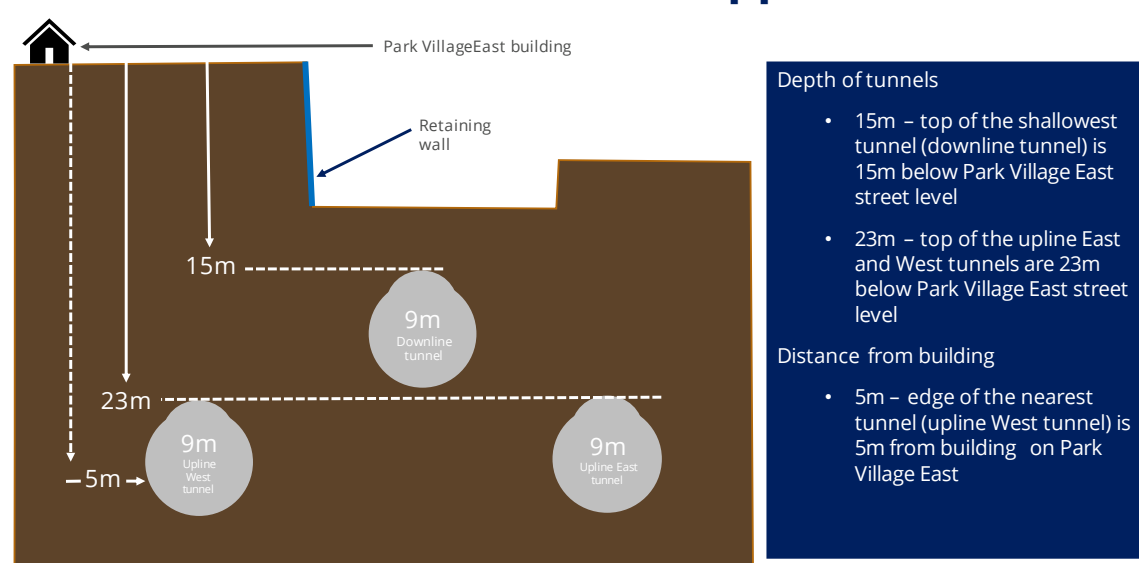 Park VillageEast building
Retaining
wall
15m
9m
Downline
tunnel
23m
9m
Upline
West
tunnel
9m
Upline East
tunnel
5m
Depth of tunnels
• 15m – top of the shallowest
tunnel (downline tunnel) is
15m below Park Village East
street level
• 23m – top of the upline East
and West tunnels are 23m
below Park Village East street
level
Distance from building
• 5m – edge of the nearest
tunnel (upline West tunnel) is
5m from building on Park
Village East